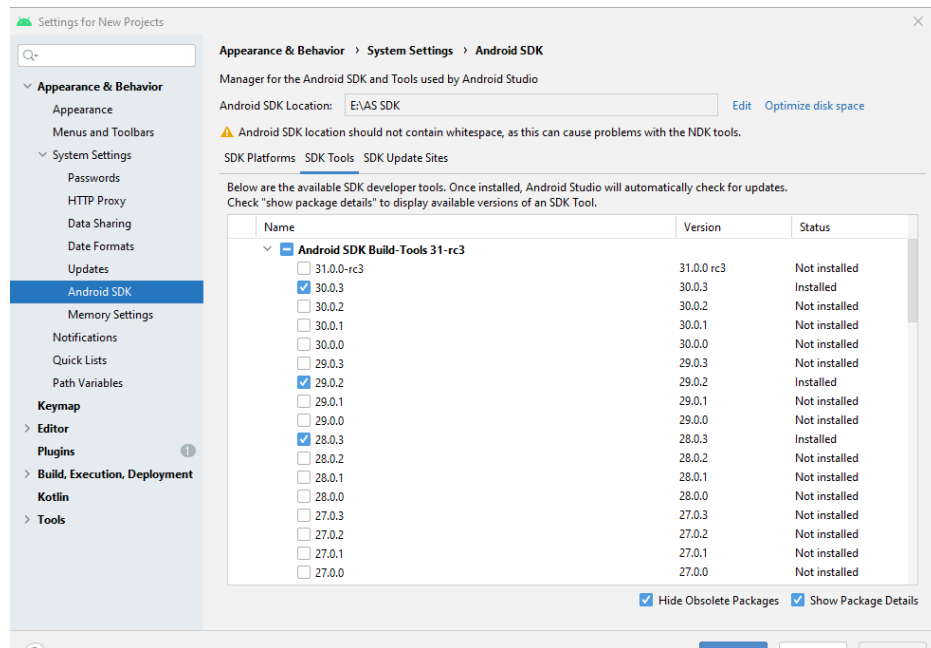 Settings for New Projects
Appearance & Behavior
Appearance
Menus and Toolbars
System Settings
Passwords
HTTP Proxy
Data Sharing
Date Formats
Updates
Android SDK
Memory Settings
Notifications
Quick Lists
Path Variables
Keymap
Editor
Plugins 1
Build, Execution, Deployment
Kotlin
Tools
Appearance & Behavior > System Settings > Android SDK
Manager for the Android SDK and Tools used by Android Studio
Android SDK Location: E:\AS SDK Edit Optimize disk space
Android SDK location should not contain whitespace, as this can cause problems with the NDK tools.
SDK Platforms SDK Tools SDK Update Sites
Below are the available SDK developer tools. Once installed, Android Studio will automatically check for updates.
Check "show package details" to display available versions of an SDK Tool.
Name Version Status
Android SDK Build-Tools 31-rc3
31.0.0-rc3 31.0.0 rc3 Not installed
30.0.3 30.0.3 Installed
30.0.2 30.0.2 Not installed
30.0.1 30.0.1 Not installed
30.0.0 30.0.0 Not installed
29.0.3 29.0.3 Not installed
29.0.2 29.0.2 Installed
29.0.1 29.0.1 Not installed
29.0.0 29.0.0 Not installed
28.0.3 28.0.3 Installed
28.0.2 28.0.2 Not installed
28.0.1 28.0.1 Not installed
28.0.0 28.0.0 Not installed
27.0.3 27.0.3 Not installed
27.0.2 27.0.2 Not installed
27.0.1 27.0.1 Not installed
27.0.0 27.0.0 Not installed
Hide Obsolete Packages Show Package Details